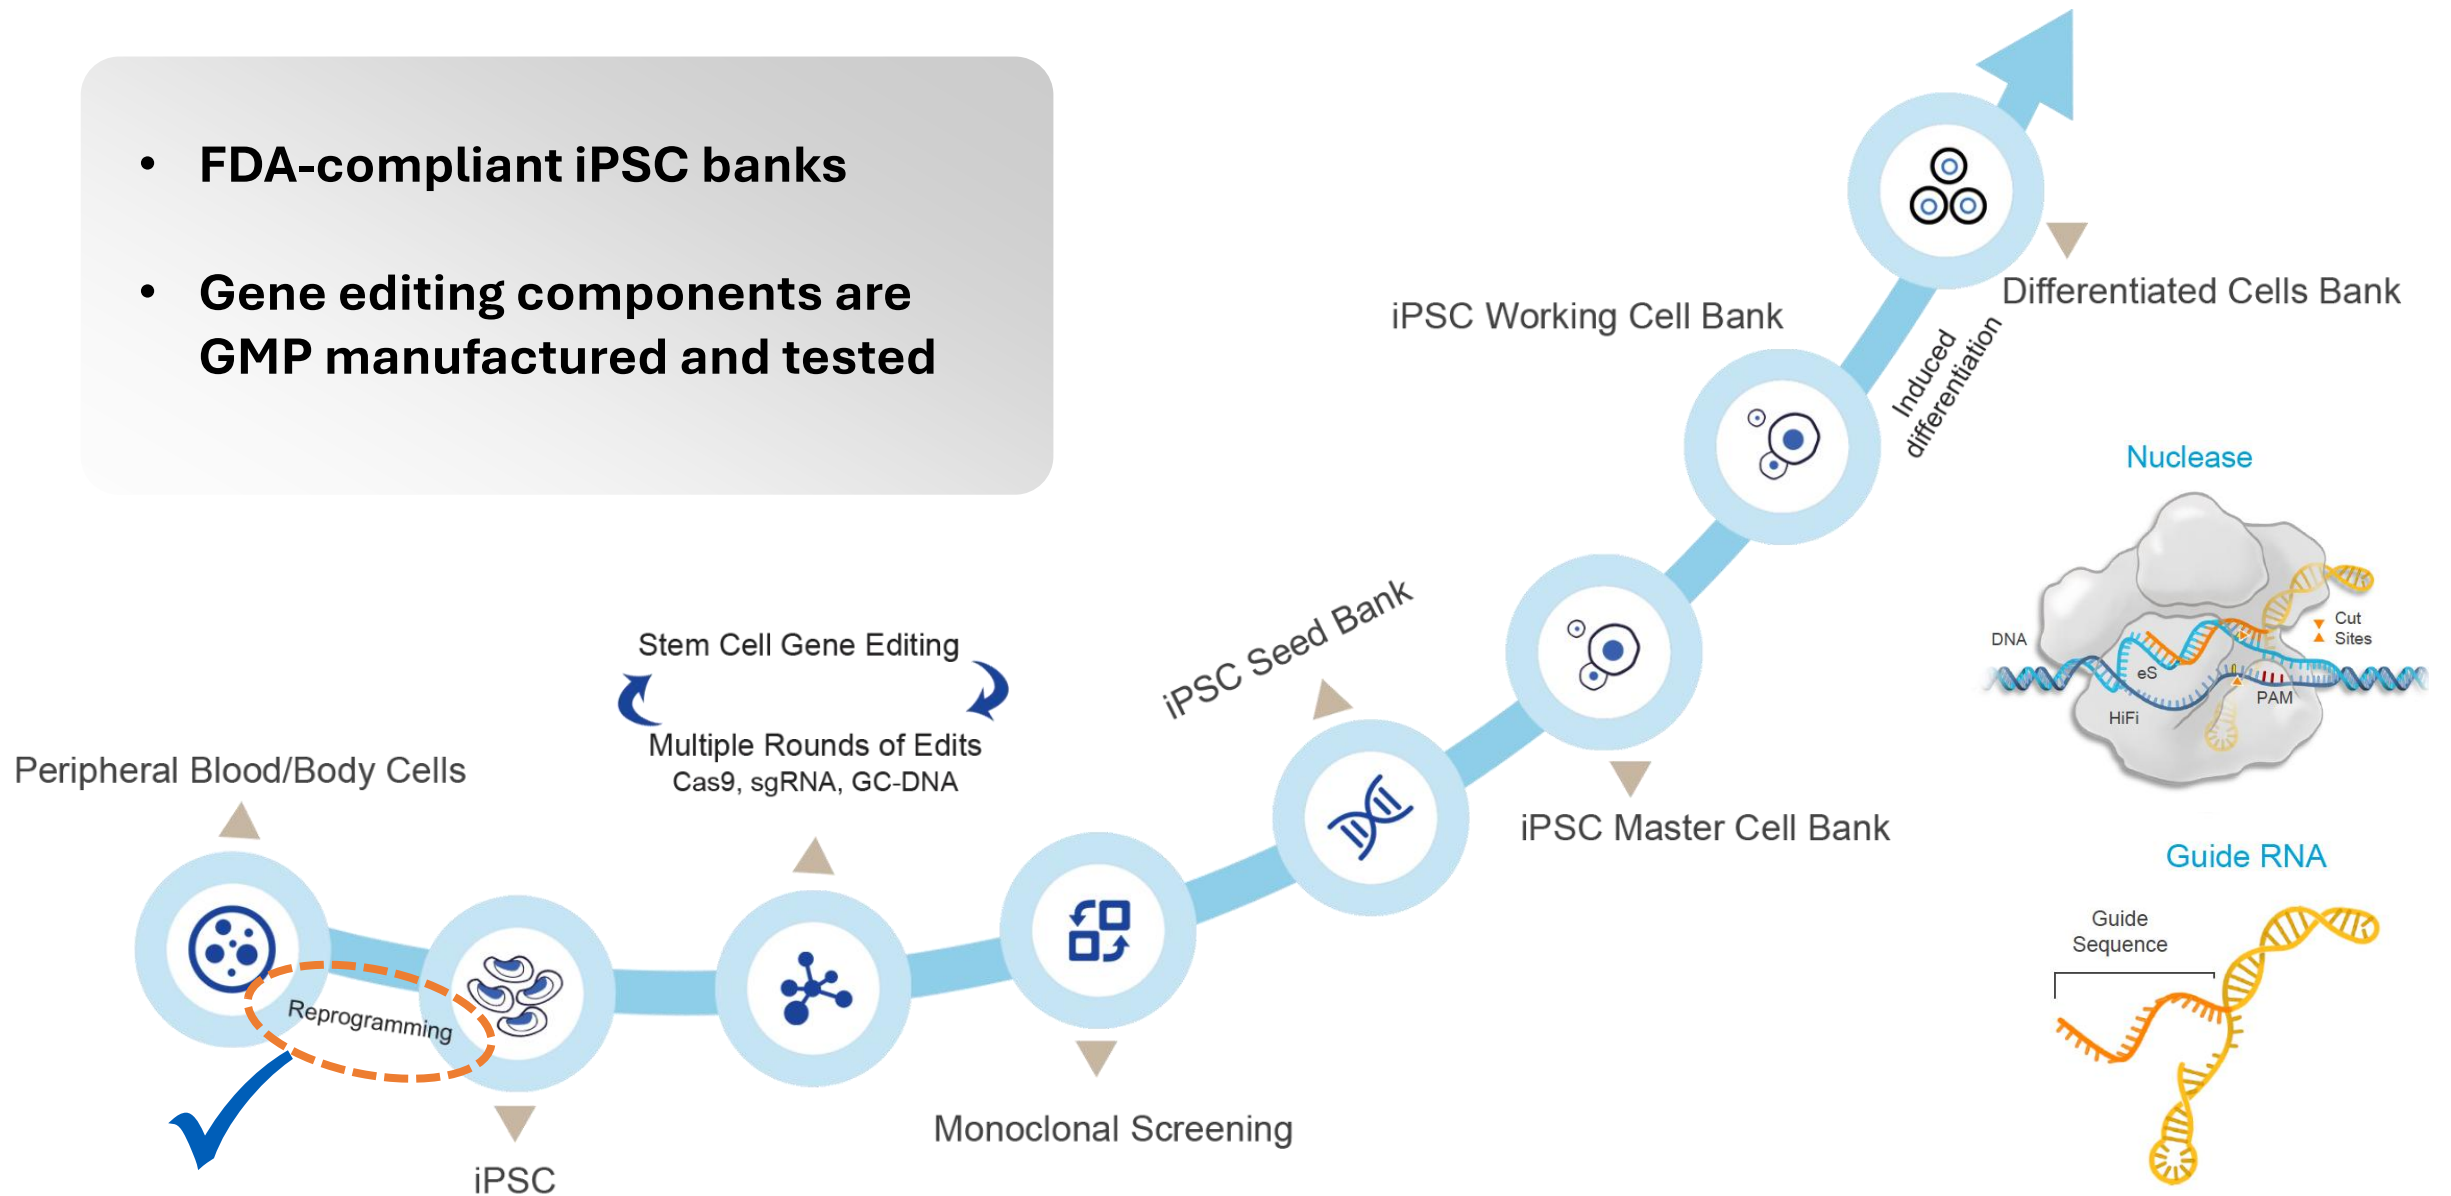 • FDA-compliant iPSC banks
• Gene editing components are
GMP manufactured and tested
Peripheral Blood/Body Cells
Reprogramming
iPSC
Stem Cell Gene Editing
Multiple Rounds of Edits
Cas9, sgRNA, GC-DNA
Monoclonal Screening
iPSC Seed Bank
iPSC Master Cell Bank
iPSC Working Cell Bank
Induced
differentiation
Differentiated Cells Bank
Nuclease
DNA
Cut
Sites
eS
PAM
HiFi
Guide RNA
Guide
Sequence